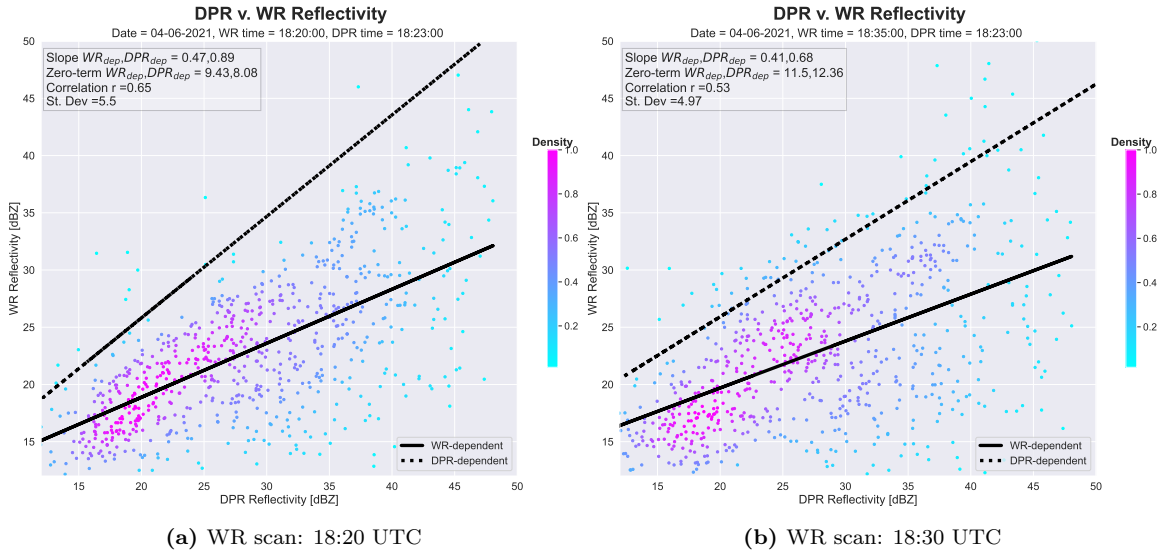 DPR v. WR Reflectivity
Date = 04-06-2021, WR time = 18:20:00, DPR time = 18:23:00
Slope WR_dep,DPR_dep = 0.47,0.89
Zero-term WR_dep,DPR_dep = 9.43,8.08
Correlation r =0.65
St. Dev =5.5
50
45
40
35
30
25
20
15
WR Reflectivity [dBZ]
WR-dependent
DPR-dependent
15 20 25 30 35 40 45 50
DPR Reflectivity [dBZ]
Density
1.0
0.8
0.6
0.4
0.2
(a) WR scan: 18:20 UTC
DPR v. WR Reflectivity
Date = 04-06-2021, WR time = 18:35:00, DPR time = 18:23:00
Slope WR_dep,DPR_dep = 0.41,0.68
Zero-term WR_dep,DPR_dep = 11.5,12.36
Correlation r =0.53
St. Dev =4.97
50
45
40
35
30
25
20
15
WR Reflectivity [dBZ]
WR-dependent
DPR-dependent
15 20 25 30 35 40 45 50
DPR Reflectivity [dBZ]
Density
1.0
0.8
0.6
0.4
0.2
(b) WR scan: 18:30 UTC